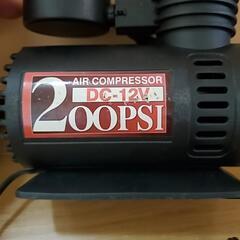 AIR COMPRESSOR
DC-12V
200PSI